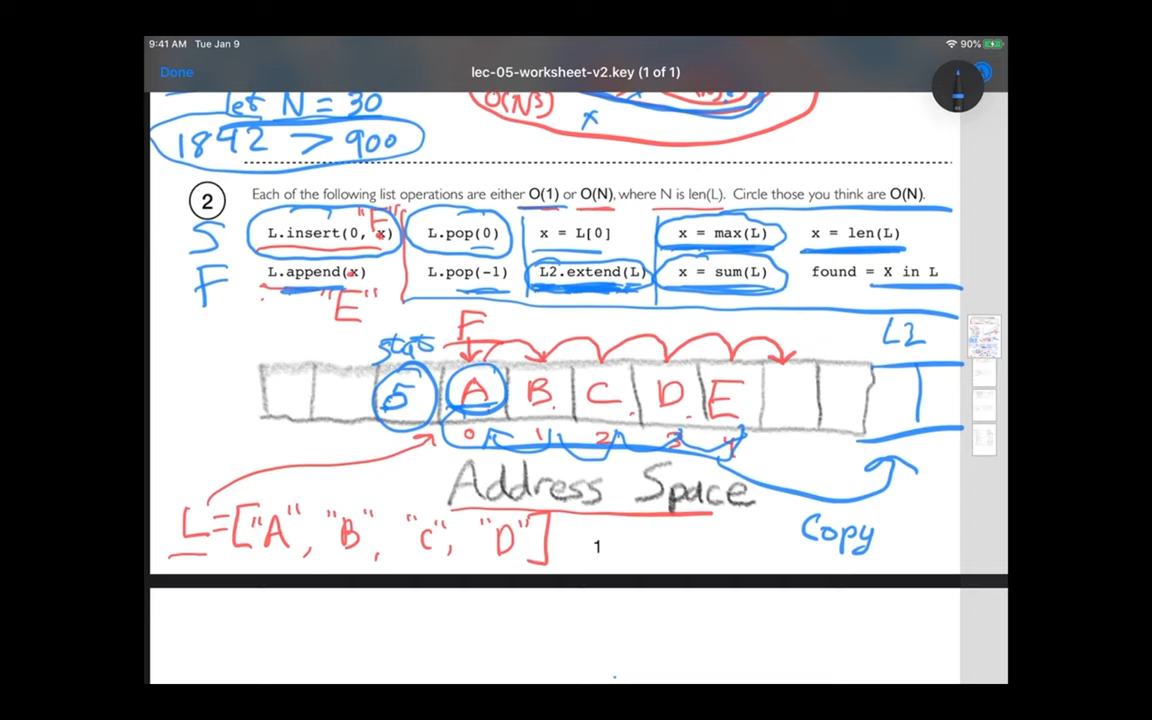 9:41 AM Tue Jan 9
90%
Done
lec-05-worksheet-v2.key (1 of 1)
let N = 30
O(N3)
x
1892 > 900
2
Each of the following list operations are either O(1) or O(N), where N is len(L). Circle those you think are O(N).
S
"F"
L.insert(0, x)
L.pop(0)
x = L[0]
x = max(L)
x = len(L)
F
L.append(x)
L.pop(-1)
L2.extend(L)
x = sum(L)
found = X in L
"E"
F
L2
5
A B C D E
0 1 2 3 4
Address Space
L=["A", "B", "C", "D"]
Copy
1